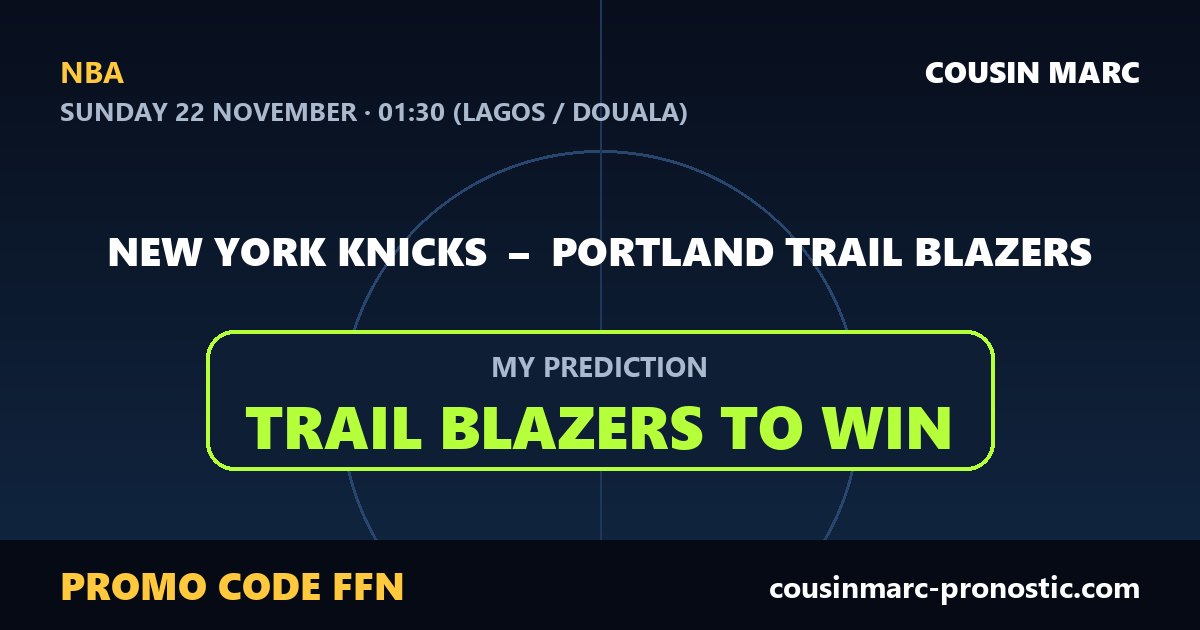 NBA
COUSIN MARC
SUNDAY 22 NOVEMBER · 01:30 (LAGOS / DOUALA)
NEW YORK KNICKS – PORTLAND TRAIL BLAZERS
MY PREDICTION
TRAIL BLAZERS TO WIN
PROMO CODE FFN
cousinmarc-pronostic.com